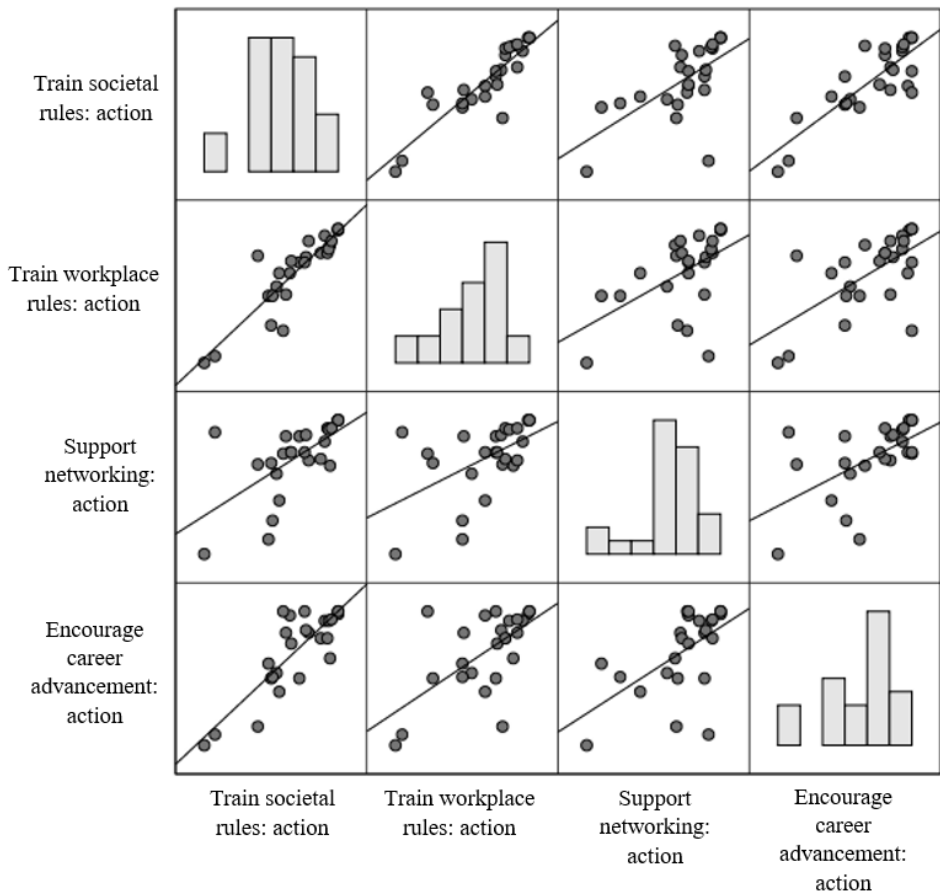 Train societal
rules: action
Train workplace
rules: action
Support
networking:
action
Encourage
career
advancement:
action
Train societal
rules: action
Train workplace
rules: action
Support
networking:
action
Encourage
career
advancement:
action